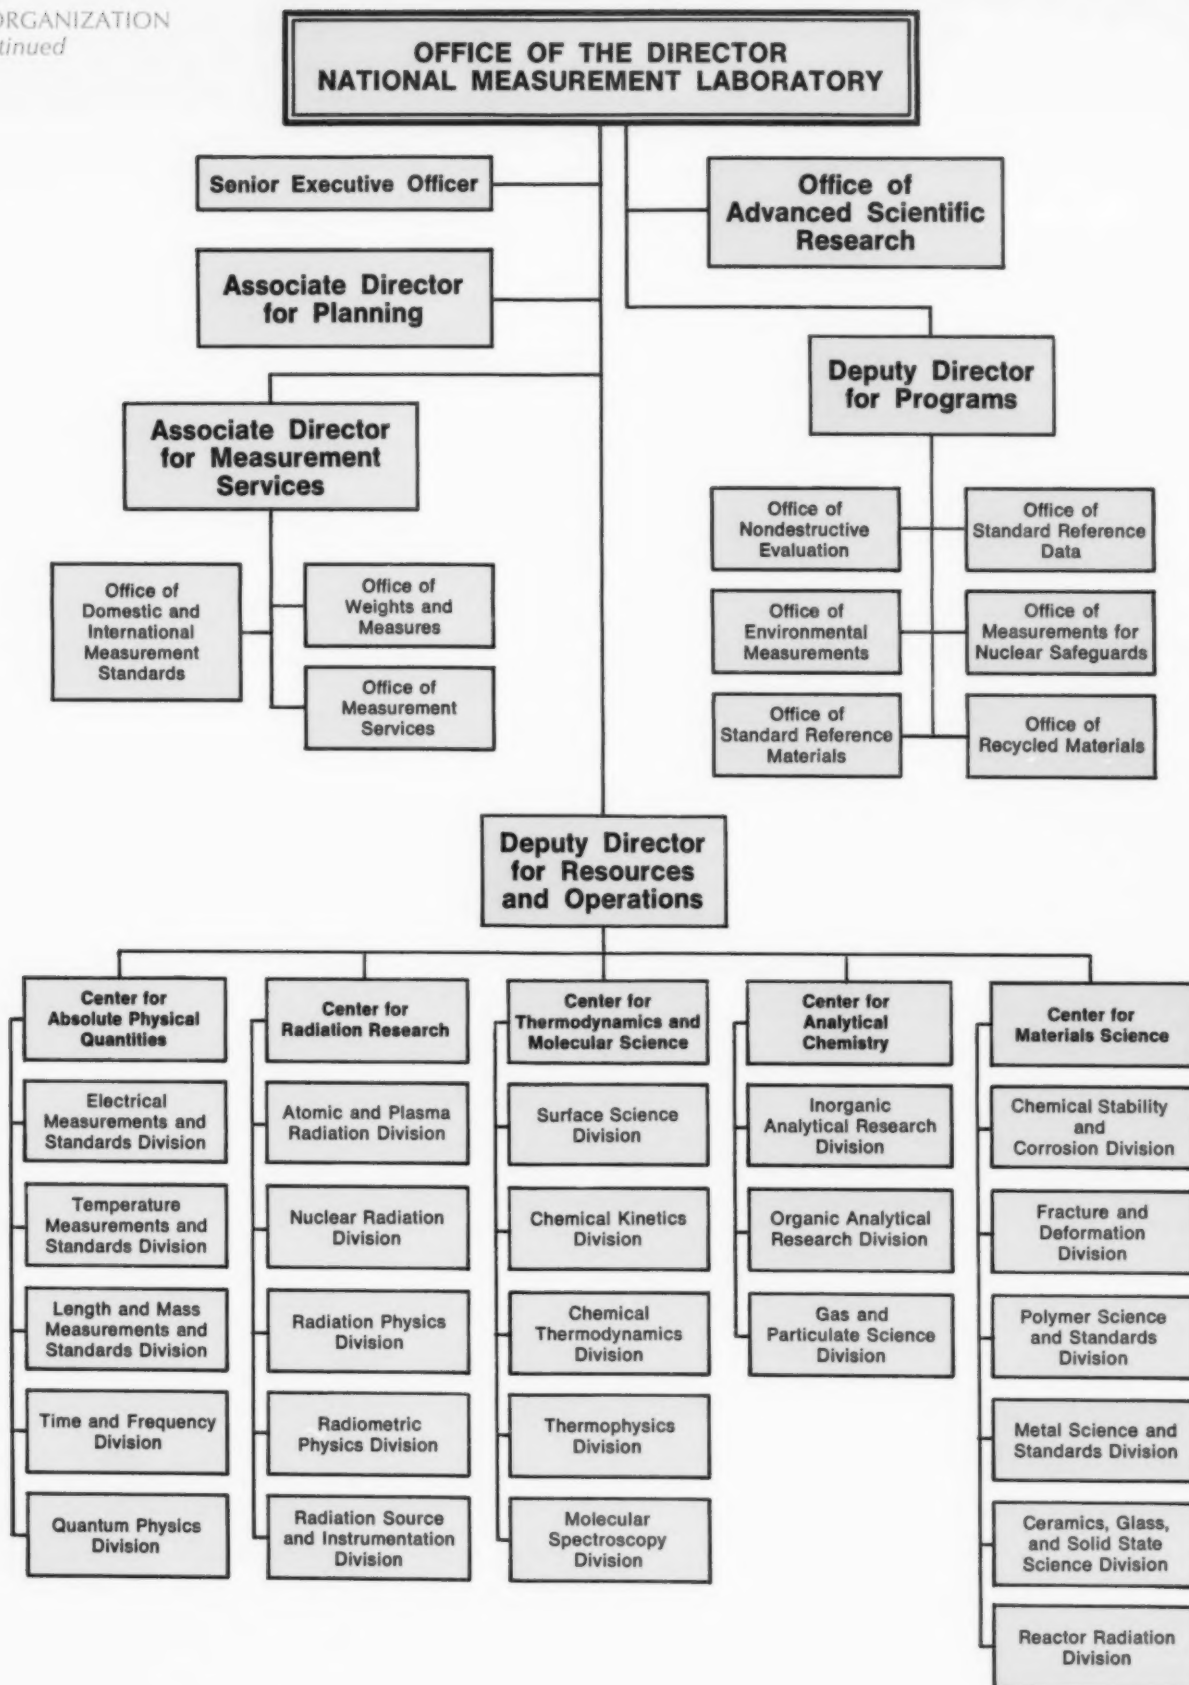 ORGANIZATION
tinued
OFFICE OF THE DIRECTOR
NATIONAL MEASUREMENT LABORATORY
Senior Executive Officer
Office of
Advanced Scientific
Research
Associate Director
for Planning
Deputy Director
for Programs
Associate Director
for Measurement
Services
Office of
Nondestructive
Evaluation
Office of
Standard Reference
Data
Office of
Domestic and
International
Measurement
Standards
Office of
Weights and
Measures
Office of
Environmental
Measurements
Office of
Measurements for
Nuclear Safeguards
Office of
Measurement
Services
Office of
Standard Reference
Materials
Office of
Recycled Materials
Deputy Director
for Resources
and Operations
Center for
Absolute Physical
Quantities
Electrical
Measurements and
Standards Division
Temperature
Measurements and
Standards Division
Length and Mass
Measurements and
Standards Division
Time and Frequency
Division
Quantum Physics
Division
Center for
Radiation Research
Atomic and Plasma
Radiation Division
Nuclear Radiation
Division
Radiation Physics
Division
Radiometric
Physics Division
Radiation Source
and Instrumentation
Division
Center for
Thermodynamics and
Molecular Science
Surface Science
Division
Chemical Kinetics
Division
Chemical
Thermodynamics
Division
Thermophysics
Division
Molecular
Spectroscopy
Division
Center for
Analytical
Chemistry
Inorganic
Analytical Research
Division
Organic Analytical
Research Division
Gas and
Particulate Science
Division
Center for
Materials Science
Chemical Stability
and
Corrosion Division
Fracture and
Deformation
Division
Polymer Science
and Standards
Division
Metal Science and
Standards Division
Ceramics, Glass,
and Solid State
Science Division
Reactor Radiation
Division